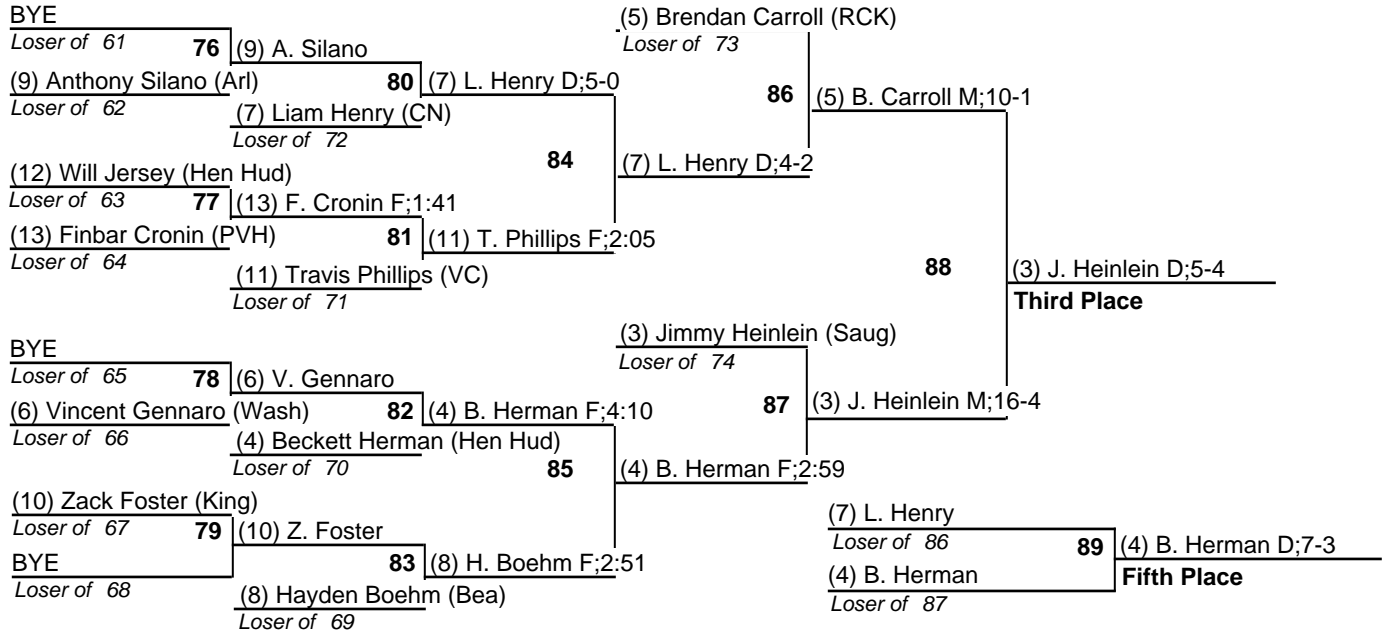 BYE
Loser of 61
76
(9) A. Silano
(9) Anthony Silano (Arl)
Loser of 62
80
(7) L. Henry D;5-0
(7) Liam Henry (CN)
Loser of 72
(12) Will Jersey (Hen Hud)
Loser of 63
77
(13) F. Cronin F;1:41
(13) Finbar Cronin (PVH)
Loser of 64
81
(11) T. Phillips F;2:05
(11) Travis Phillips (VC)
Loser of 71
84
(7) L. Henry D;4-2
(5) Brendan Carroll (RCK)
Loser of 73
86
(5) B. Carroll M;10-1
BYE
Loser of 65
78
(6) V. Gennaro
(6) Vincent Gennaro (Wash)
Loser of 66
82
(4) B. Herman F;4:10
(4) Beckett Herman (Hen Hud)
Loser of 70
(10) Zack Foster (King)
Loser of 67
79
(10) Z. Foster
BYE
Loser of 68
83
(8) H. Boehm F;2:51
(8) Hayden Boehm (Bea)
Loser of 69
85
(4) B. Herman F;2:59
(3) Jimmy Heinlein (Saug)
Loser of 74
87
(3) J. Heinlein M;16-4
88
(3) J. Heinlein D;5-4
Third Place
(7) L. Henry
Loser of 86
89
(4) B. Herman D;7-3
(4) B. Herman
Loser of 87
Fifth Place